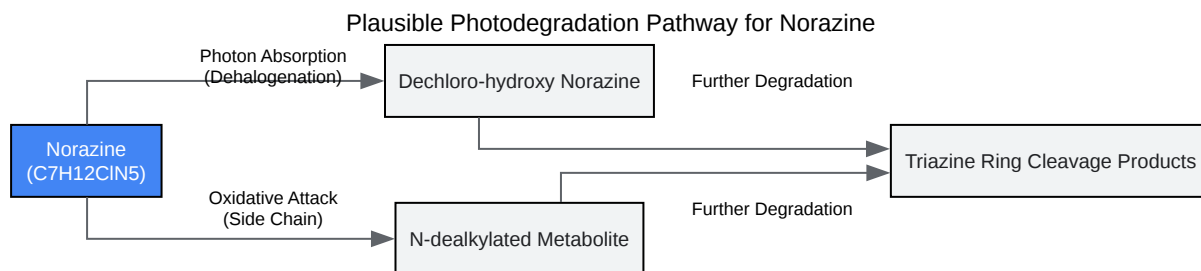 Plausible Photodegradation Pathway for Norazine
Photon Absorption
(Dehalogenation)
Dechloro-hydroxy Norazine
Further Degradation
Norazine
(C7H12ClN5)
Triazine Ring Cleavage Products
Oxidative Attack
(Side Chain)
N-dealkylated Metabolite
Further Degradation